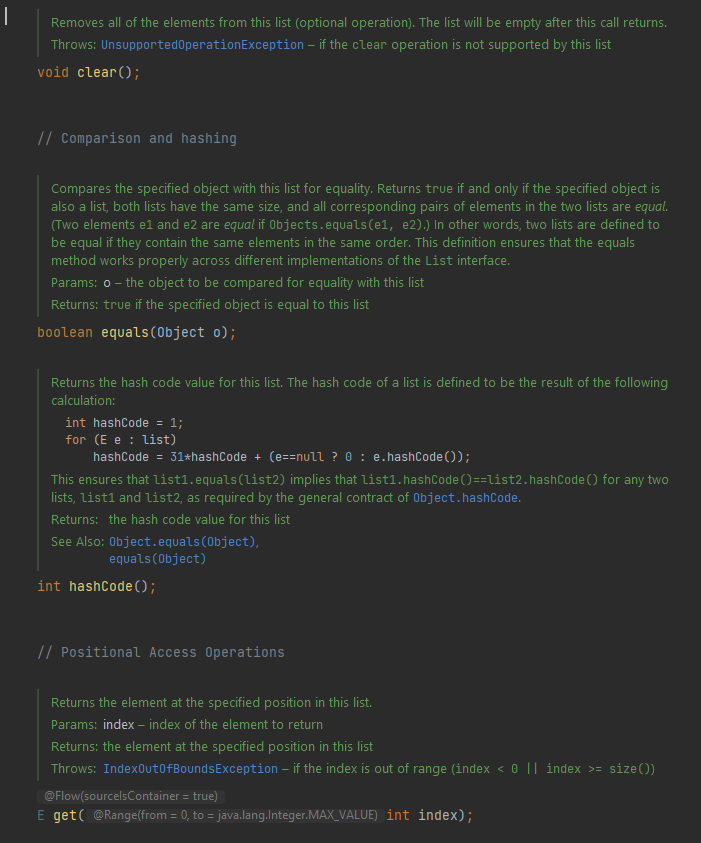 Removes all of the elements from this list (optional operation). The list will be empty after this call returns.
Throws: UnsupportedOperationException – if the clear operation is not supported by this list
void clear();
// Comparison and hashing
Compares the specified object with this list for equality. Returns true if and only if the specified object is
also a list, both lists have the same size, and all corresponding pairs of elements in the two lists are equal.
(Two elements e1 and e2 are equal if Objects.equals(e1, e2).) In other words, two lists are defined to
be equal if they contain the same elements in the same order. This definition ensures that the equals
method works properly across different implementations of the List interface.
Params: o – the object to be compared for equality with this list
Returns: true if the specified object is equal to this list
boolean equals(Object o);
Returns the hash code value for this list. The hash code of a list is defined to be the result of the following
calculation:
int hashCode = 1;
for (E e : list)
    hashCode = 31*hashCode + (e==null ? 0 : e.hashCode());
This ensures that list1.equals(list2) implies that list1.hashCode()==list2.hashCode() for any two
lists, list1 and list2, as required by the general contract of Object.hashCode.
Returns: the hash code value for this list
See Also: Object.equals(Object),
equals(Object)
int hashCode();
// Positional Access Operations
Returns the element at the specified position in this list.
Params: index – index of the element to return
Returns: the element at the specified position in this list
Throws: IndexOutOfBoundsException – if the index is out of range (index < 0 || index >= size())
@Flow(sourceIsContainer = true)
E get( @Range(from = 0, to = java.lang.Integer.MAX_VALUE) int index);